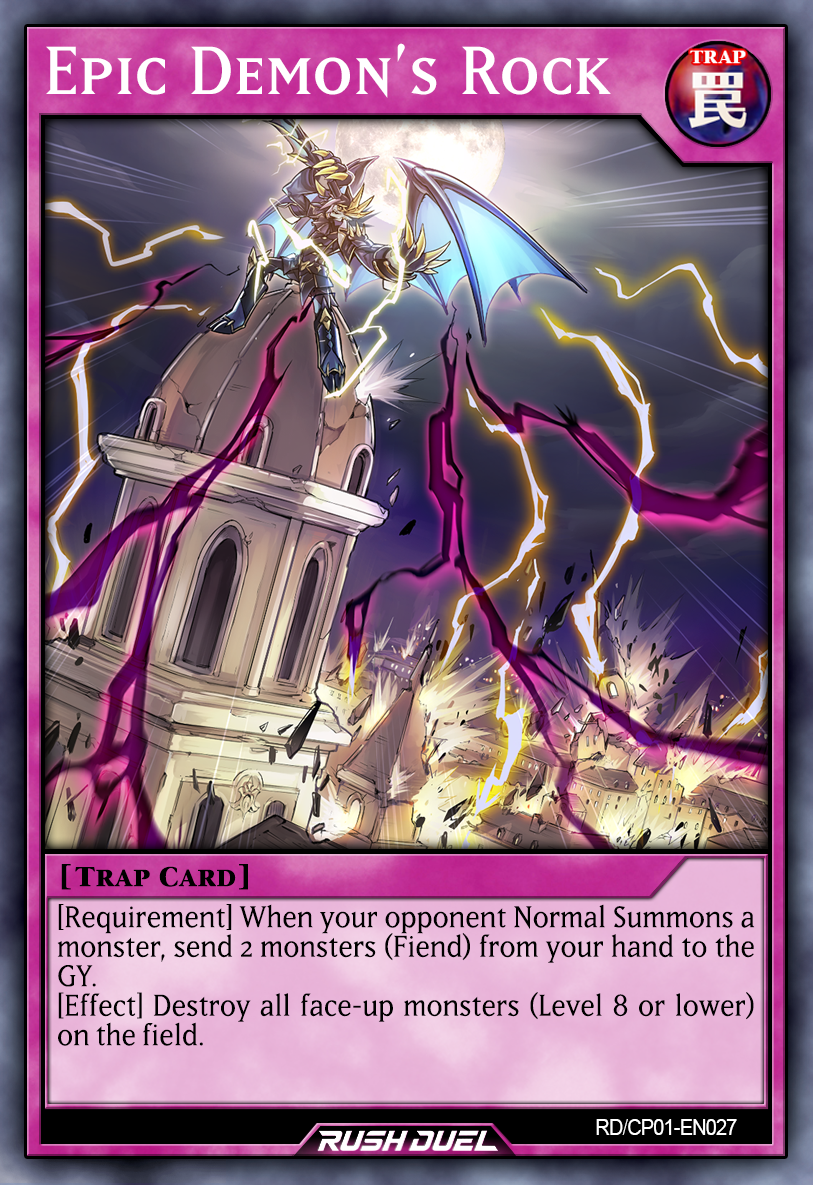 Epic Demon's Rock
TRAP
罠
[Trap Card]
[Requirement] When your opponent Normal Summons a
monster, send 2 monsters (Fiend) from your hand to the
GY.
[Effect] Destroy all face-up monsters (Level 8 or lower)
on the field.
RD/CP01-EN027
RUSH DUEL